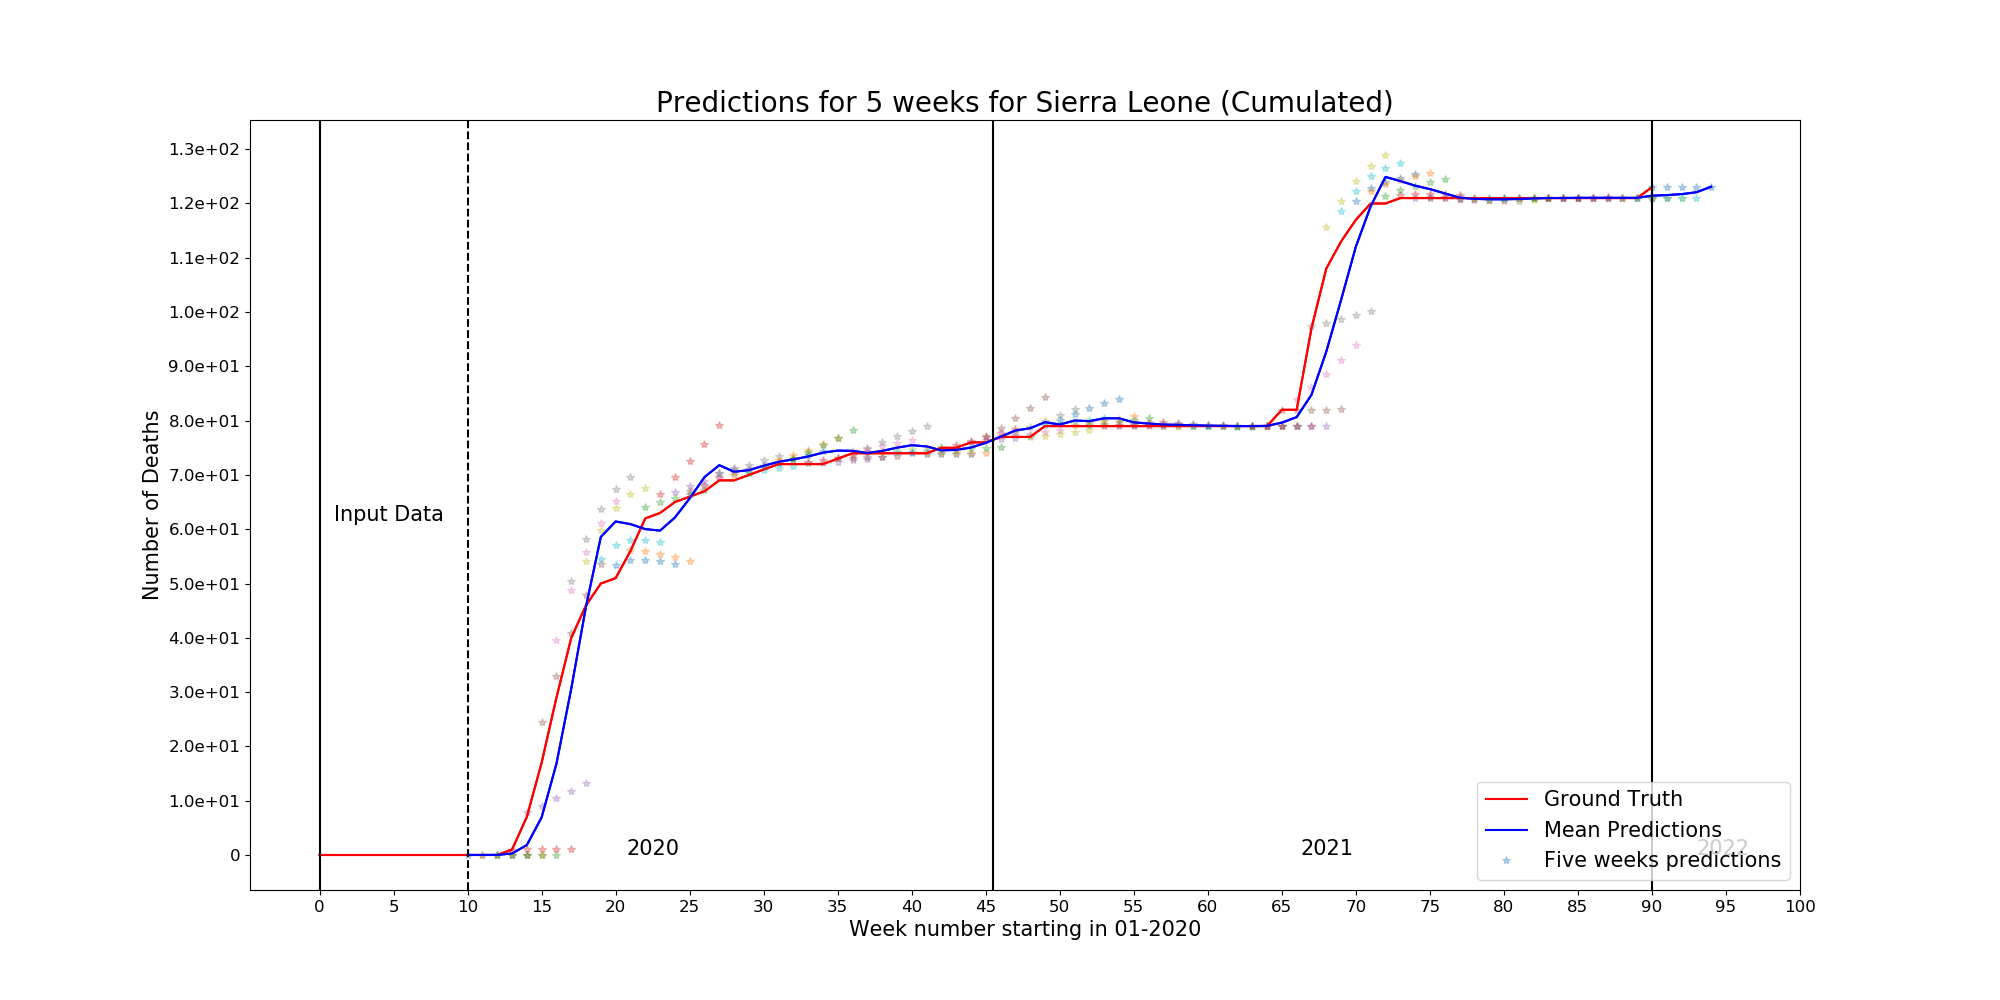 Predictions for 5 weeks for Sierra Leone (Cumulated)
Number of Deaths
1.3e+02
1.2e+02
1.1e+02
1.0e+02
9.0e+01
8.0e+01
7.0e+01
6.0e+01
5.0e+01
4.0e+01
3.0e+01
2.0e+01
1.0e+01
0
Input Data
2020
2021
2022
Ground Truth
Mean Predictions
Five weeks predictions
0 5 10 15 20 25 30 35 40 45 50 55 60 65 70 75 80 85 90 95 100
Week number starting in 01-2020